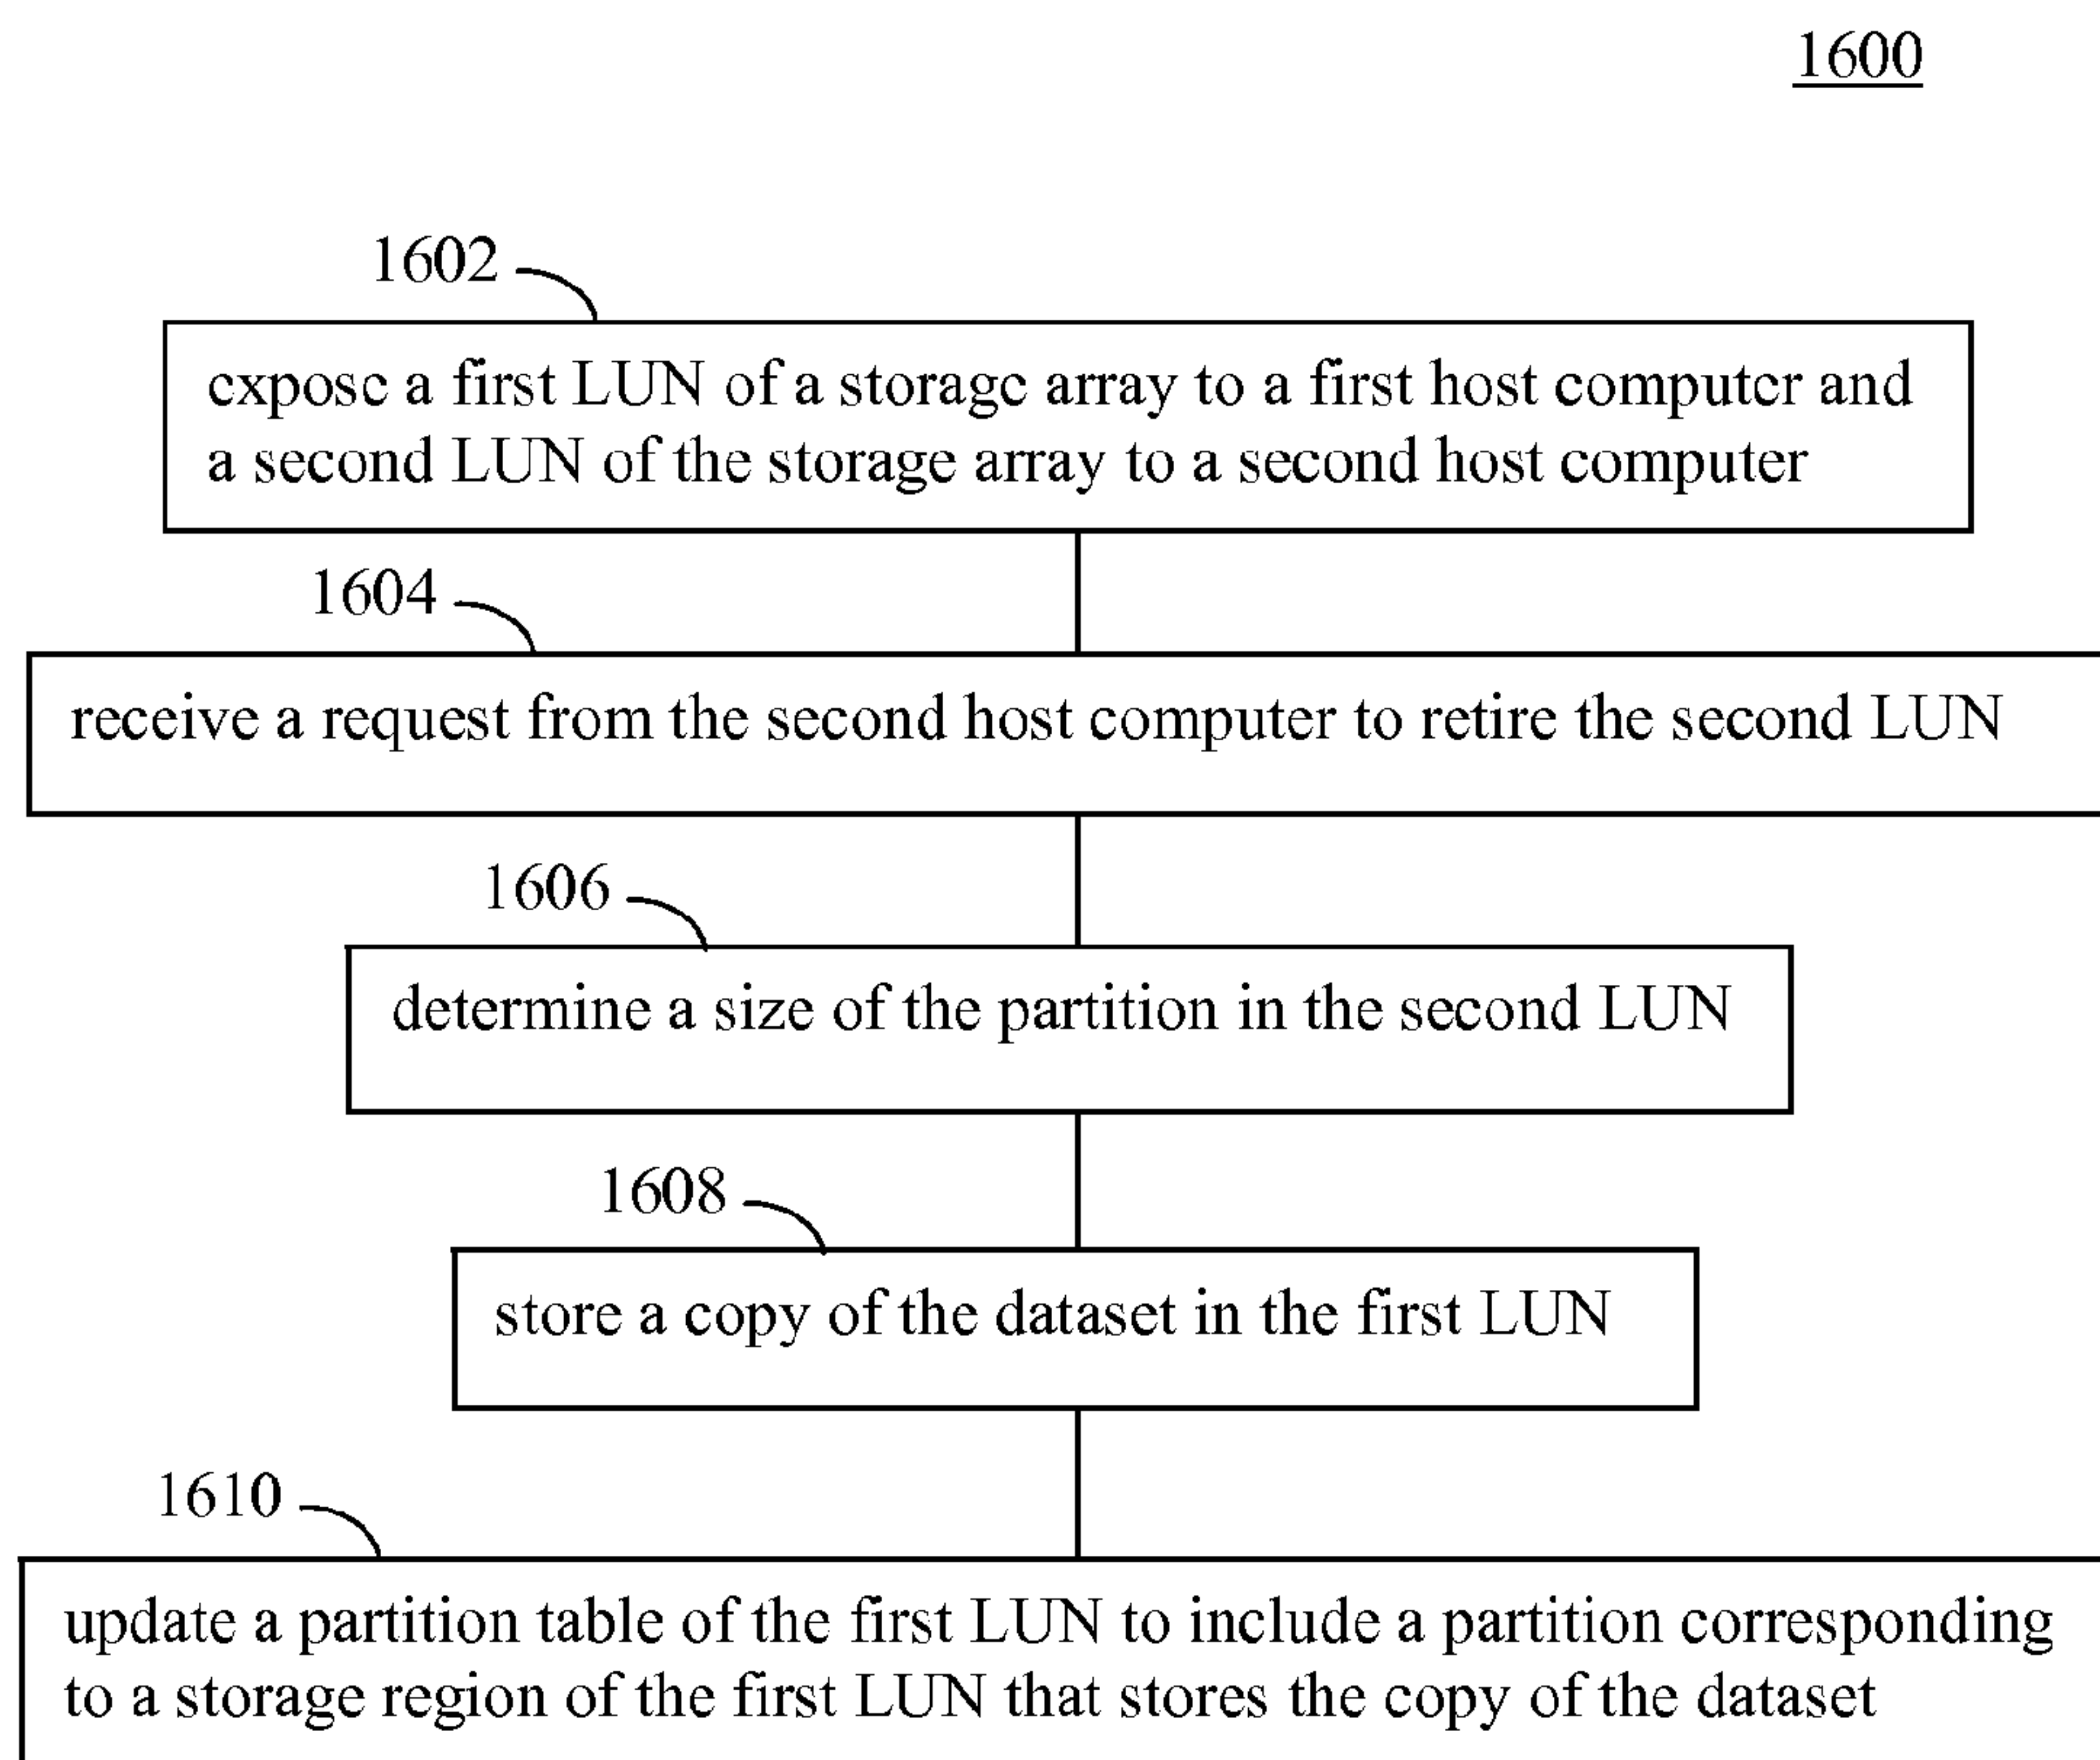 1600
1602
expose a first LUN of a storage array to a first host computer and
a second LUN of the storage array to a second host computer
1604
receive a request from the second host computer to retire the second LUN
1606
determine a size of the partition in the second LUN
1608
store a copy of the dataset in the first LUN
1610
update a partition table of the first LUN to include a partition corresponding
to a storage region of the first LUN that stores the copy of the dataset